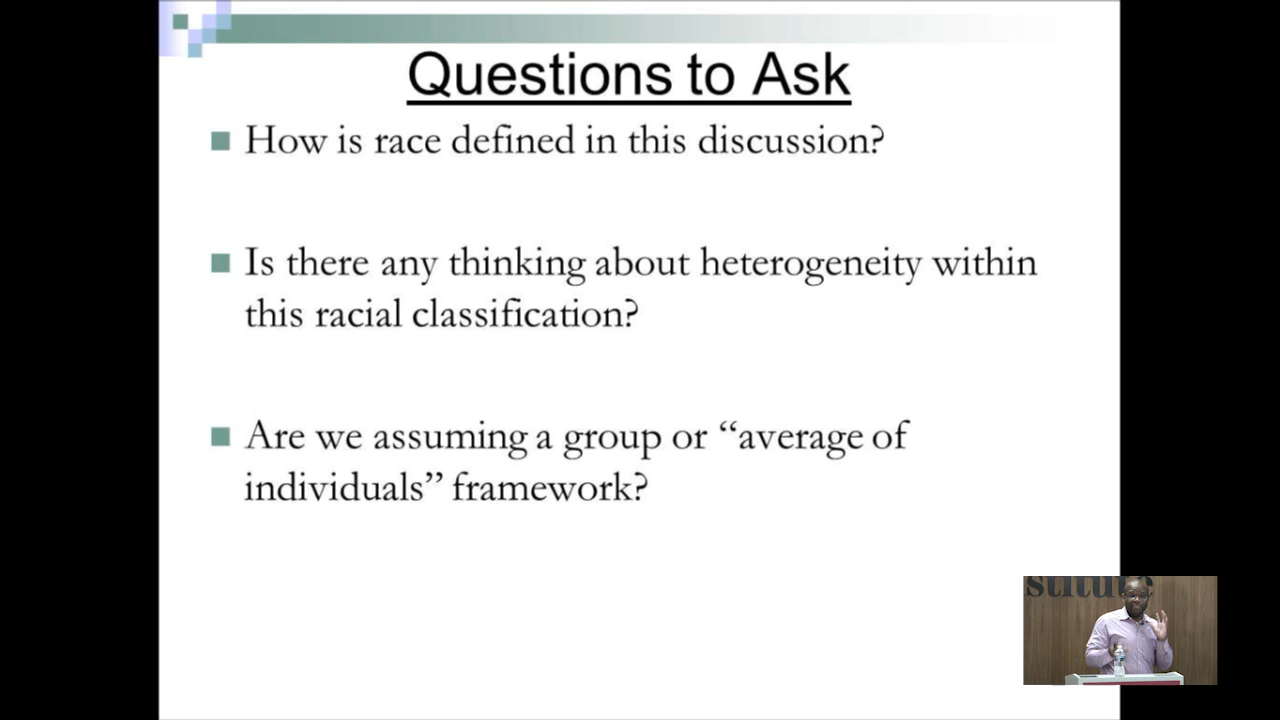 Questions to Ask
How is race defined in this discussion?
Is there any thinking about heterogeneity within
this racial classification?
Are we assuming a group or “average of
individuals” framework?
stitute